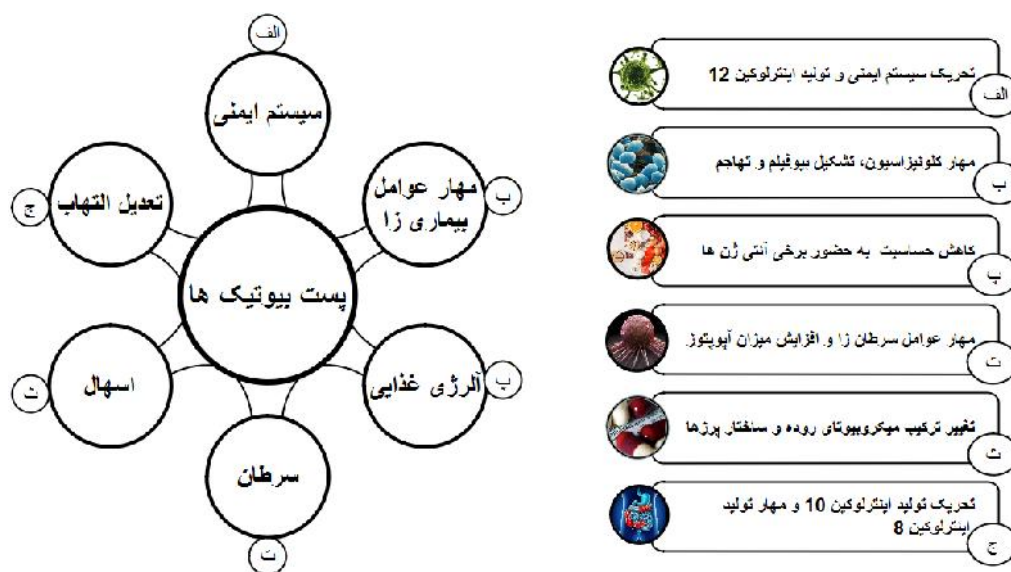 الف
سیستم ایمنی
ب
مهار عوامل
بیماری زا
پ
آلرژی غذایی
ت
سرطان
ث
اسهال
ج
تعدیل التهاب
پست بیوتیک ها
تحریک سیستم ایمنی و تولید اینترلوکین 12
الف
مهار کلونیزاسیون، تشکیل بیوفیلم و تهاجم
ب
کاهش حساسیت به حضور برخی آنتی ژن ها
پ
مهار عوامل سرطان زا و افزایش میزان آپوپتوز
ت
تغییر ترکیب میکروبیوتای روده و ساختار پرزها
ث
تحریک تولید اینترلوکین 10 و مهار تولید
اینترلوکین 8
ج